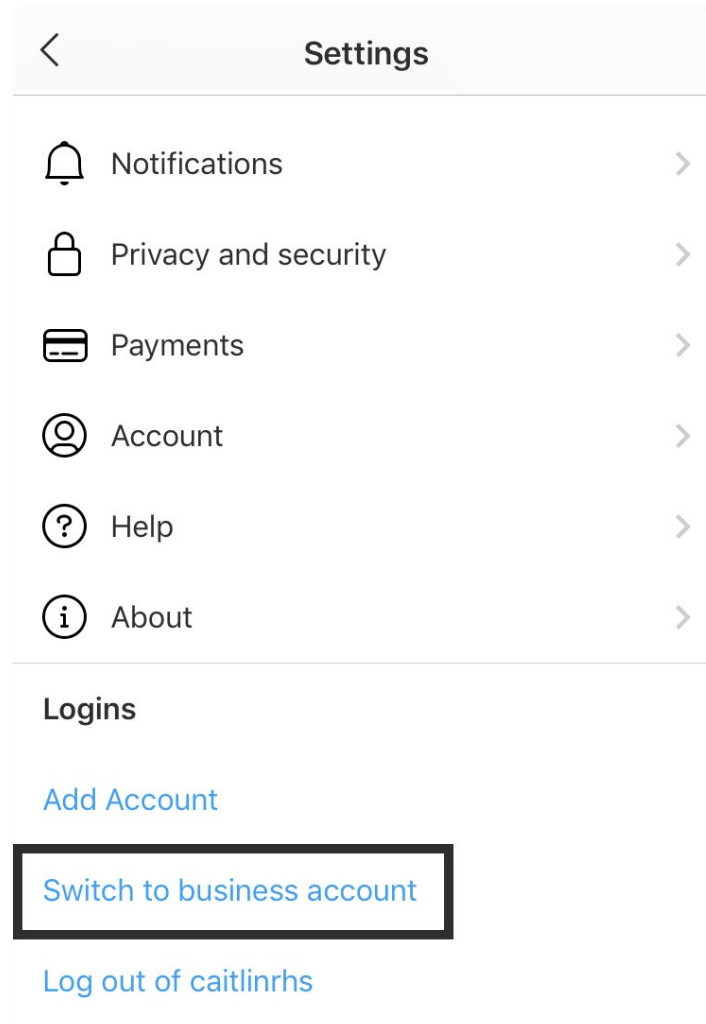 Settings
Notifications
Privacy and security
Payments
Account
Help
About
Logins
Add Account
Switch to business account
Log out of caitlinrhs